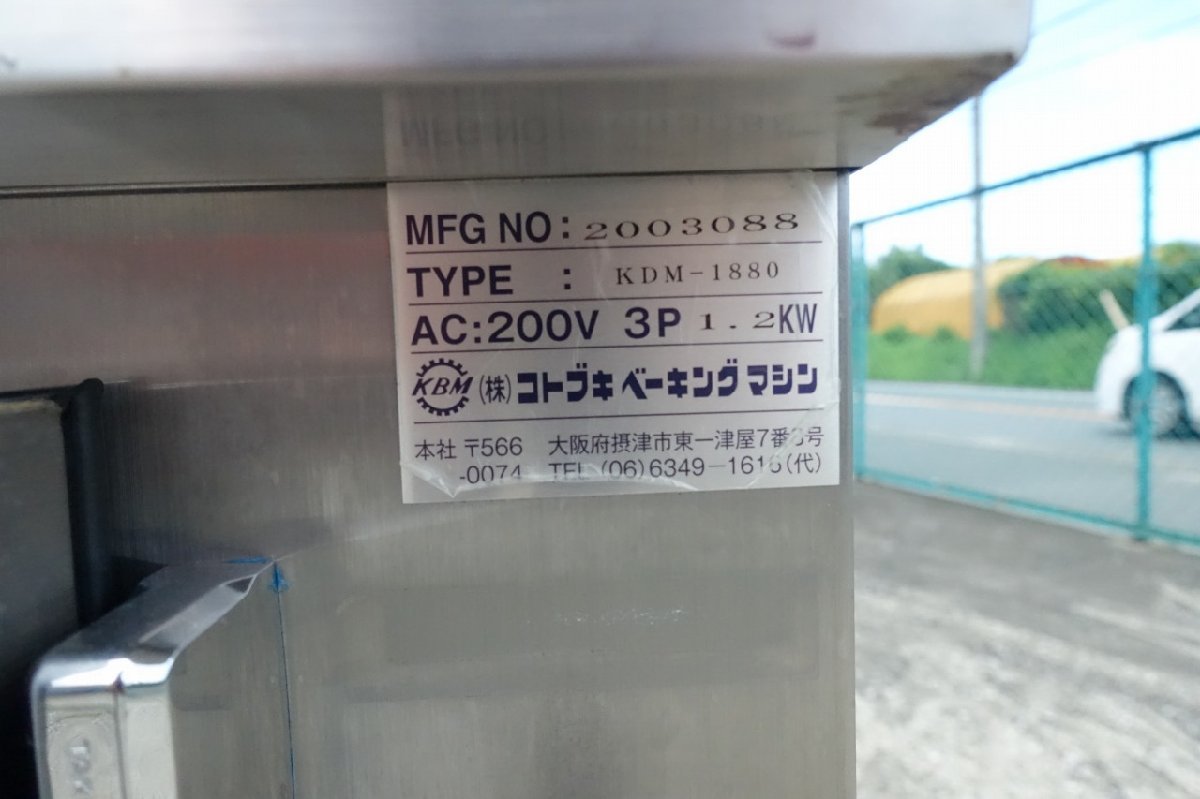 MFG NO: 2003088
TYPE : KDM-1880
AC:200V 3P 1.2KW
KBM (株)コトブキベーキングマシン
本社 〒566 大阪府摂津市東一津屋7番 号
-0074 TEL (06)6349-1616(代)